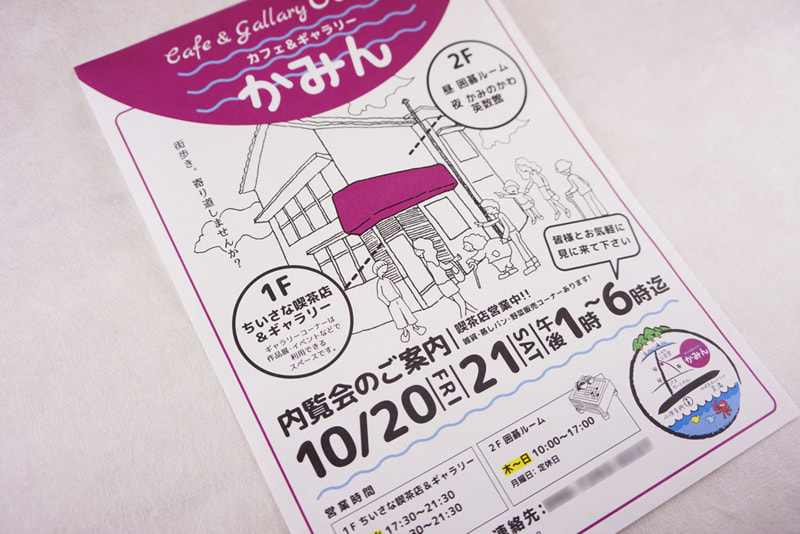 Cafe & Gallary
カフェ&ギャラリー
かみん
2F
昼 囲碁ルーム
夜 かみのかわ
英数館
街歩き。寄り道しませんか?
1F
ちいさな喫茶店
&ギャラリー
ギャラリーコーナーは
作品展・イベントなどで
利用できる
スペースです。
皆様とお気軽に
見に来て下さい
喫茶店営業中!!
雑貨・蒸しパン・野菜販売コーナーあります!
内覧会のご案内
10/20 FRI 21 SAT 午後1時〜6時迄
かみん
営業時間
1F ちいさな喫茶店&ギャラリー
17:30〜21:30
21:30
2F 囲碁ルーム
木〜日 10:00〜17:00
月曜日:定休日
連絡先: